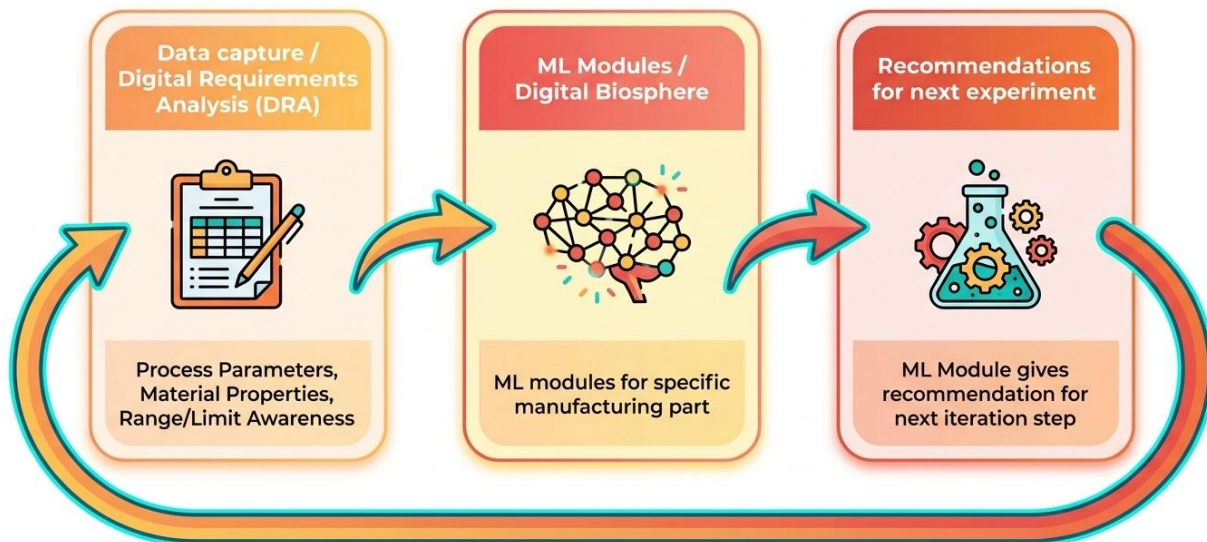 Data capture /
Digital Requirements
Analysis (DRA)
Process Parameters,
Material Properties,
Range/Limit Awareness
ML Modules /
Digital Biosphere
ML modules for specific
manufacturing part
Recommendations
for next experiment
ML Module gives
recommendation for
next iteration step